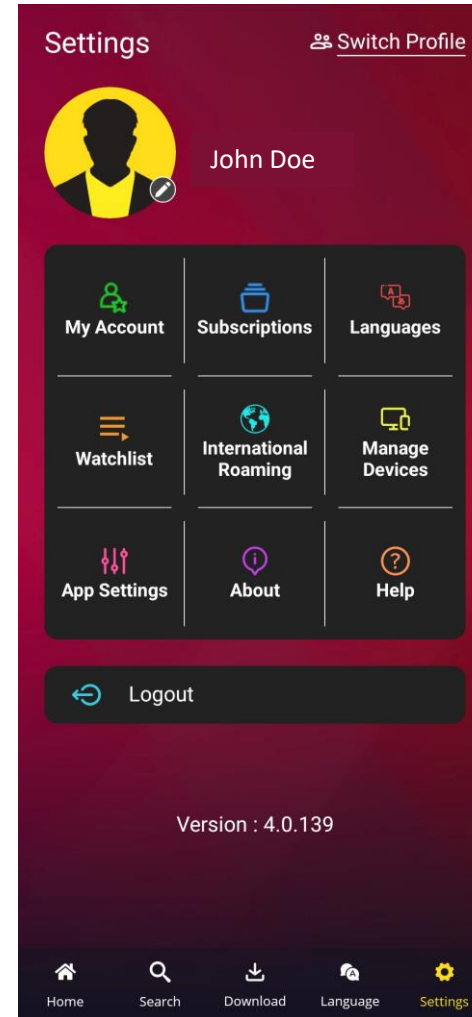 Settings
Switch Profile
John Doe
My Account
Subscriptions
Languages
Watchlist
International
Roaming
Manage
Devices
App Settings
About
Help
Logout
Version : 4.0.139
Home
Search
Download
Language
Settings